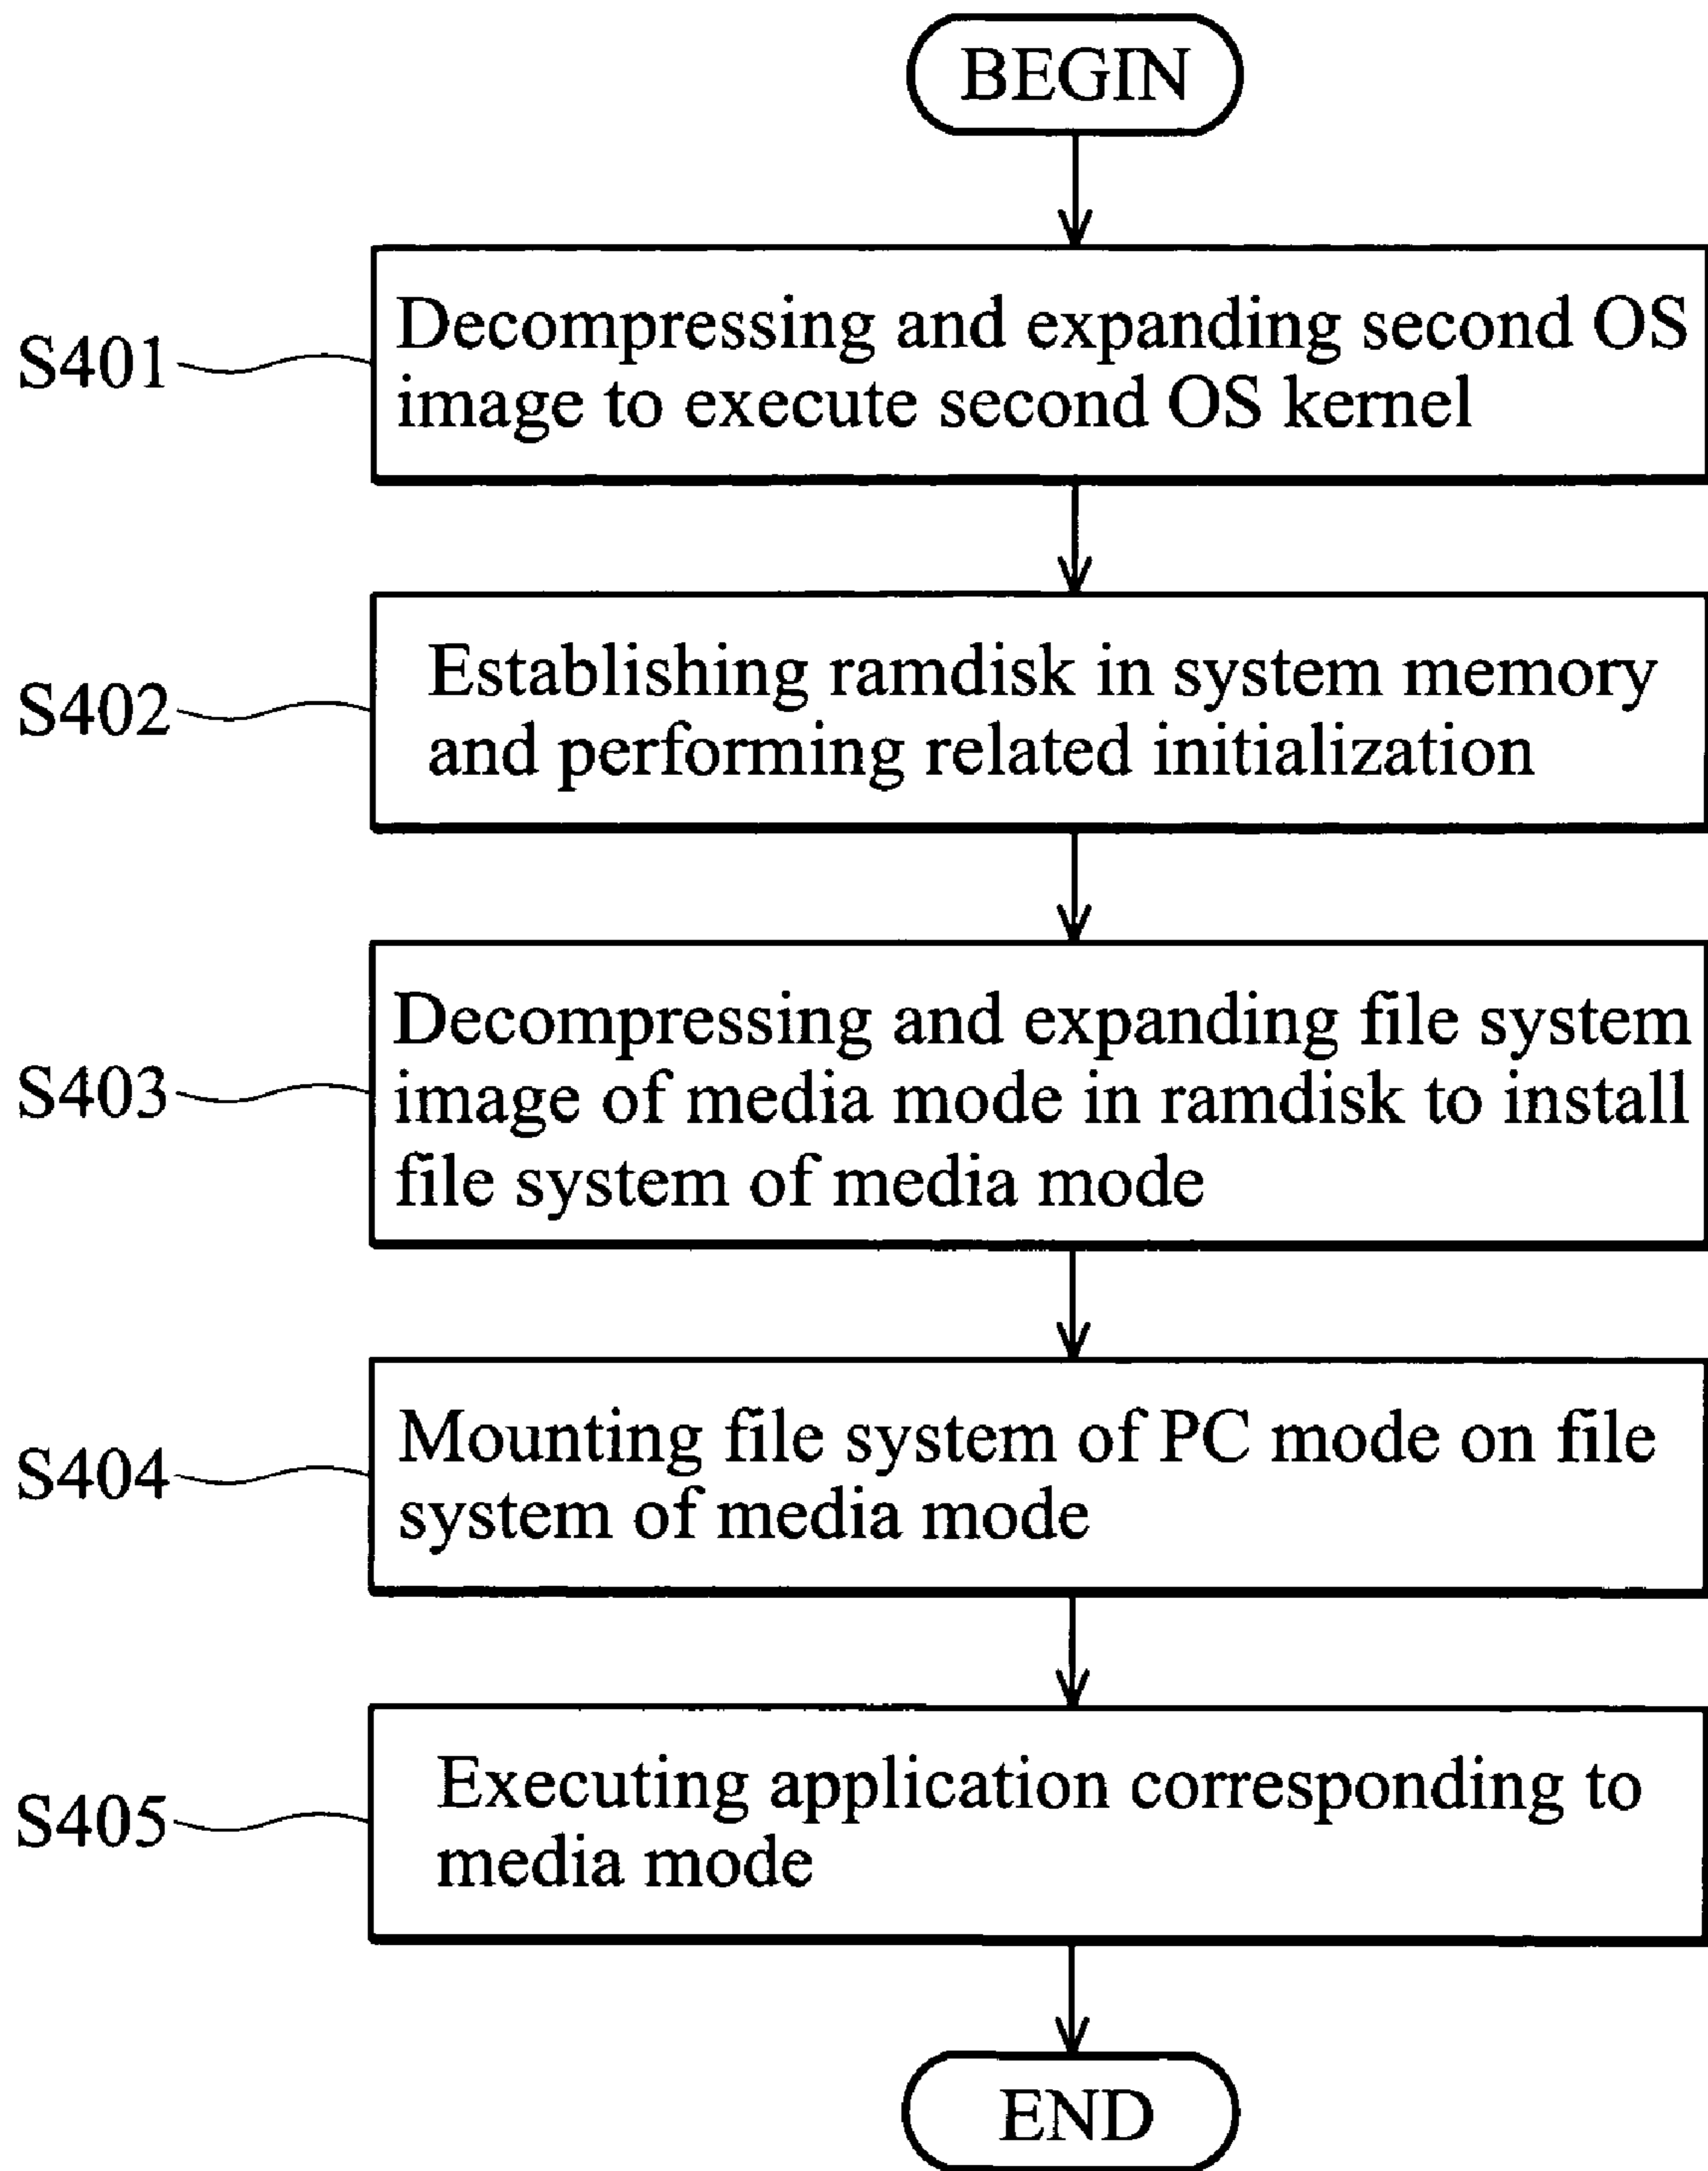 BEGIN
S401
Decompressing and expanding second OS
image to execute second OS kernel
S402
Establishing ramdisk in system memory
and performing related initialization
S403
Decompressing and expanding file system
image of media mode in ramdisk to install
file system of media mode
S404
Mounting file system of PC mode on file
system of media mode
S405
Executing application corresponding to
media mode
END